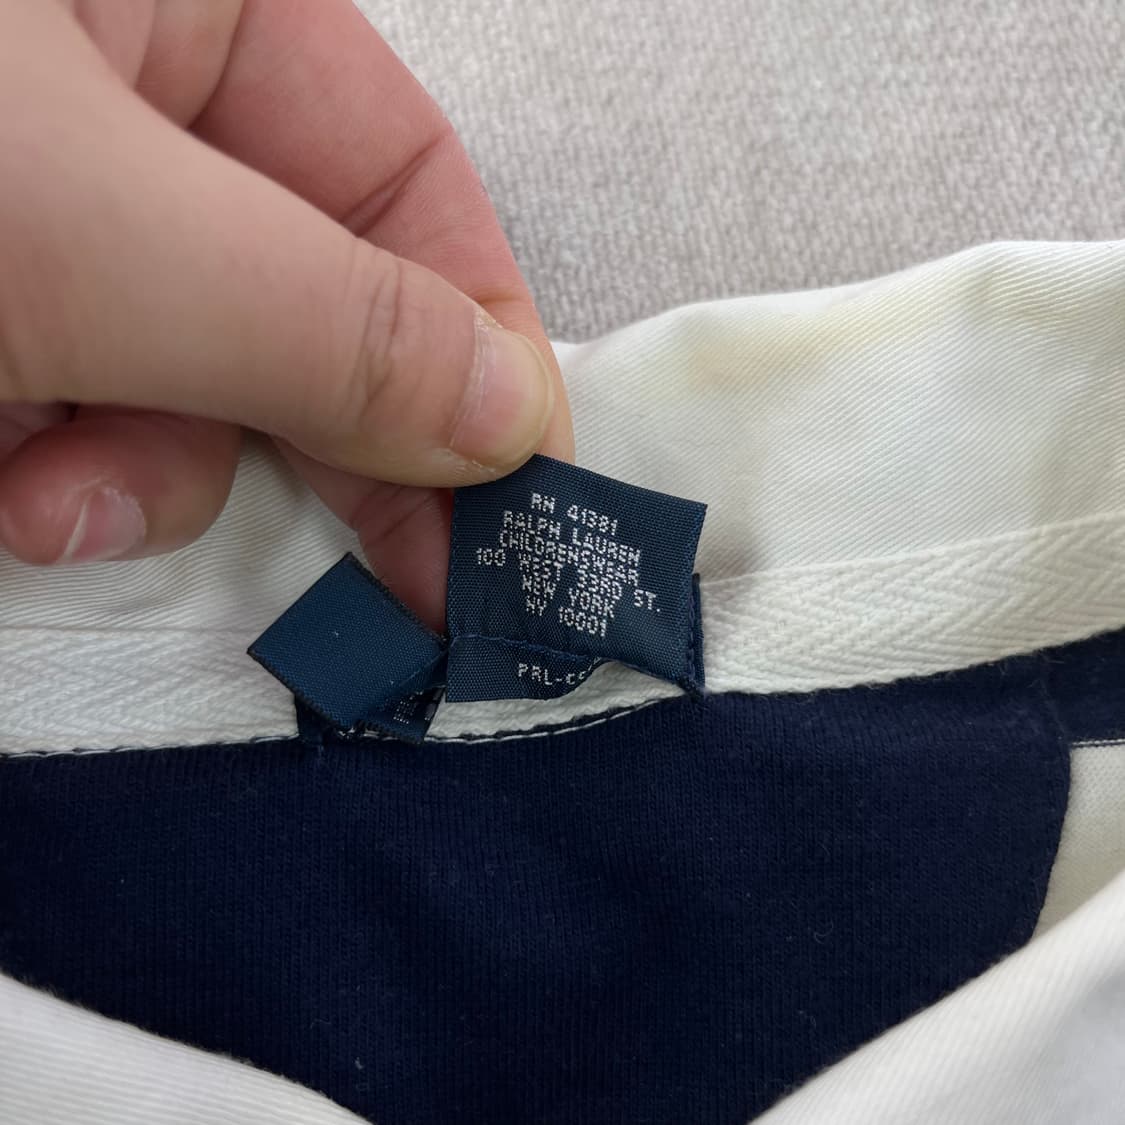 RN 41381
RALPH LAUREN
CHILDRENSWEAR
100 WEST 33RD ST.
NEW YORK
NY 10001